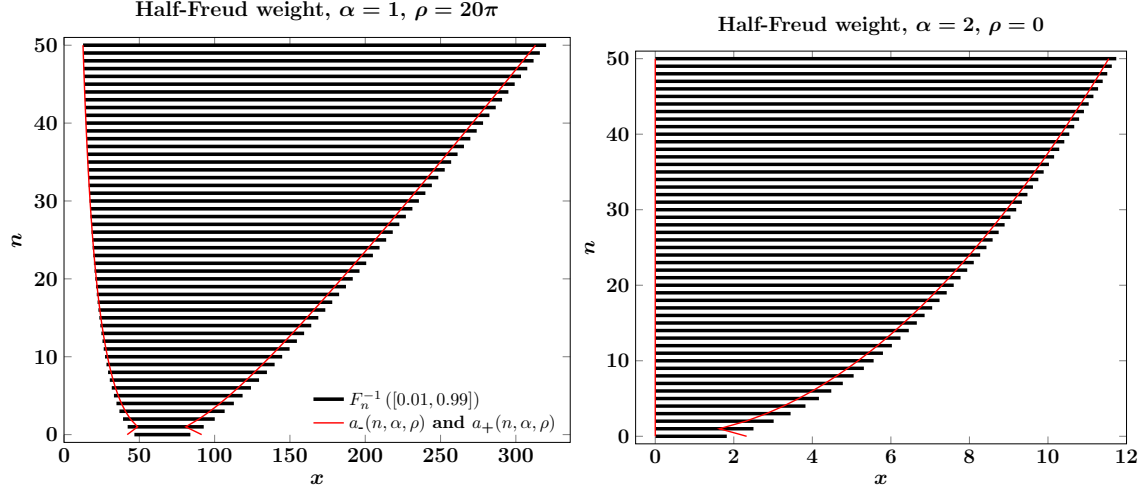 Half-Freud weight, α = 1, ρ = 20π
50
40
30
20
10
0
n
0 50 100 150 200 250 300
x
F_n^{-1}([0.01, 0.99])
a_-(n, α, ρ) and a_+(n, α, ρ)
Half-Freud weight, α = 2, ρ = 0
50
40
30
20
10
0
n
0 2 4 6 8 10 12
x